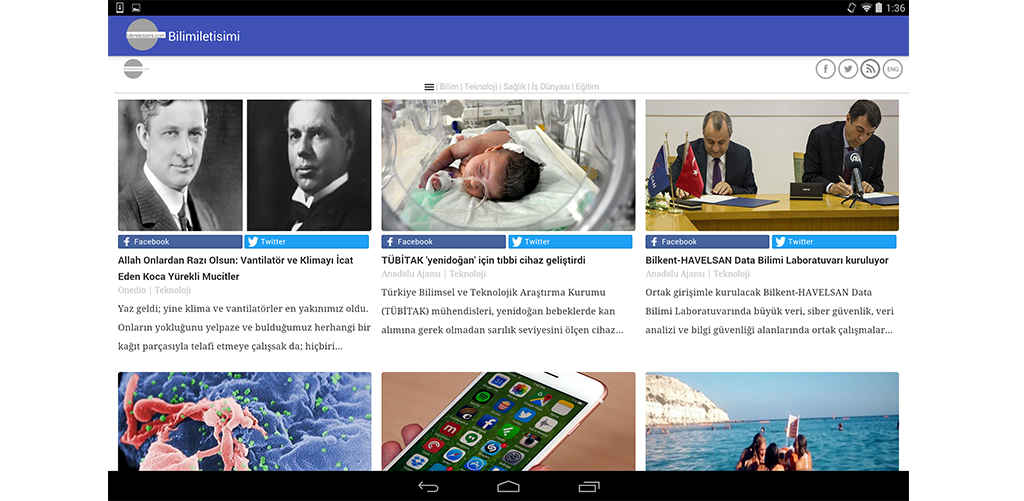 1:36
bilimiletisimi.com
Bilimiletisimi
ENG
| Bilim | Teknoloji | Sağlık | İş Dünyası | Eğitim
Facebook
Twitter
Allah Onlardan Razı Olsun: Vantilatör ve Klimayı İcat
Eden Koca Yürekli Mucitler
Onedio | Teknoloji
Yaz geldi; yine klima ve vantilatörler en yakınımız oldu.
Onların yokluğunu yelpaze ve bulduğumuz herhangi bir
kağıt parçasıyla telafi etmeye çalışsak da; hiçbiri...
Facebook
Twitter
TÜBİTAK 'yenidoğan' için tıbbi cihaz geliştirdi
Anadolu Ajansı | Teknoloji
Türkiye Bilimsel ve Teknolojik Araştırma Kurumu
(TÜBİTAK) mühendisleri, yenidoğan bebeklerde kan
alımına gerek olmadan sarılık seviyesini ölçen cihaz...
AA
Facebook
Twitter
Bilkent-HAVELSAN Data Bilimi Laboratuvarı kuruluyor
Anadolu Ajansı | Teknoloji
Ortak girişimle kurulacak Bilkent-HAVELSAN Data
Bilimi Laboratuvarında büyük veri, siber güvenlik, veri
analizi ve bilgi güvenliği alanlarında ortak çalışmalar...